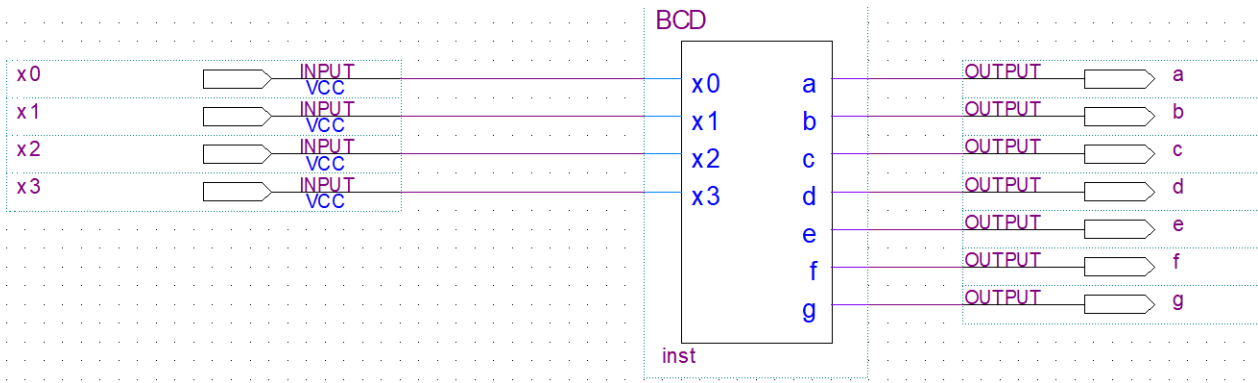 BCD
x0 INPUT VCC x0 a OUTPUT a
x1 INPUT VCC x1 b OUTPUT b
x2 INPUT VCC x2 c OUTPUT c
x3 INPUT VCC x3 d OUTPUT d
e OUTPUT e
f OUTPUT f
g OUTPUT g
inst